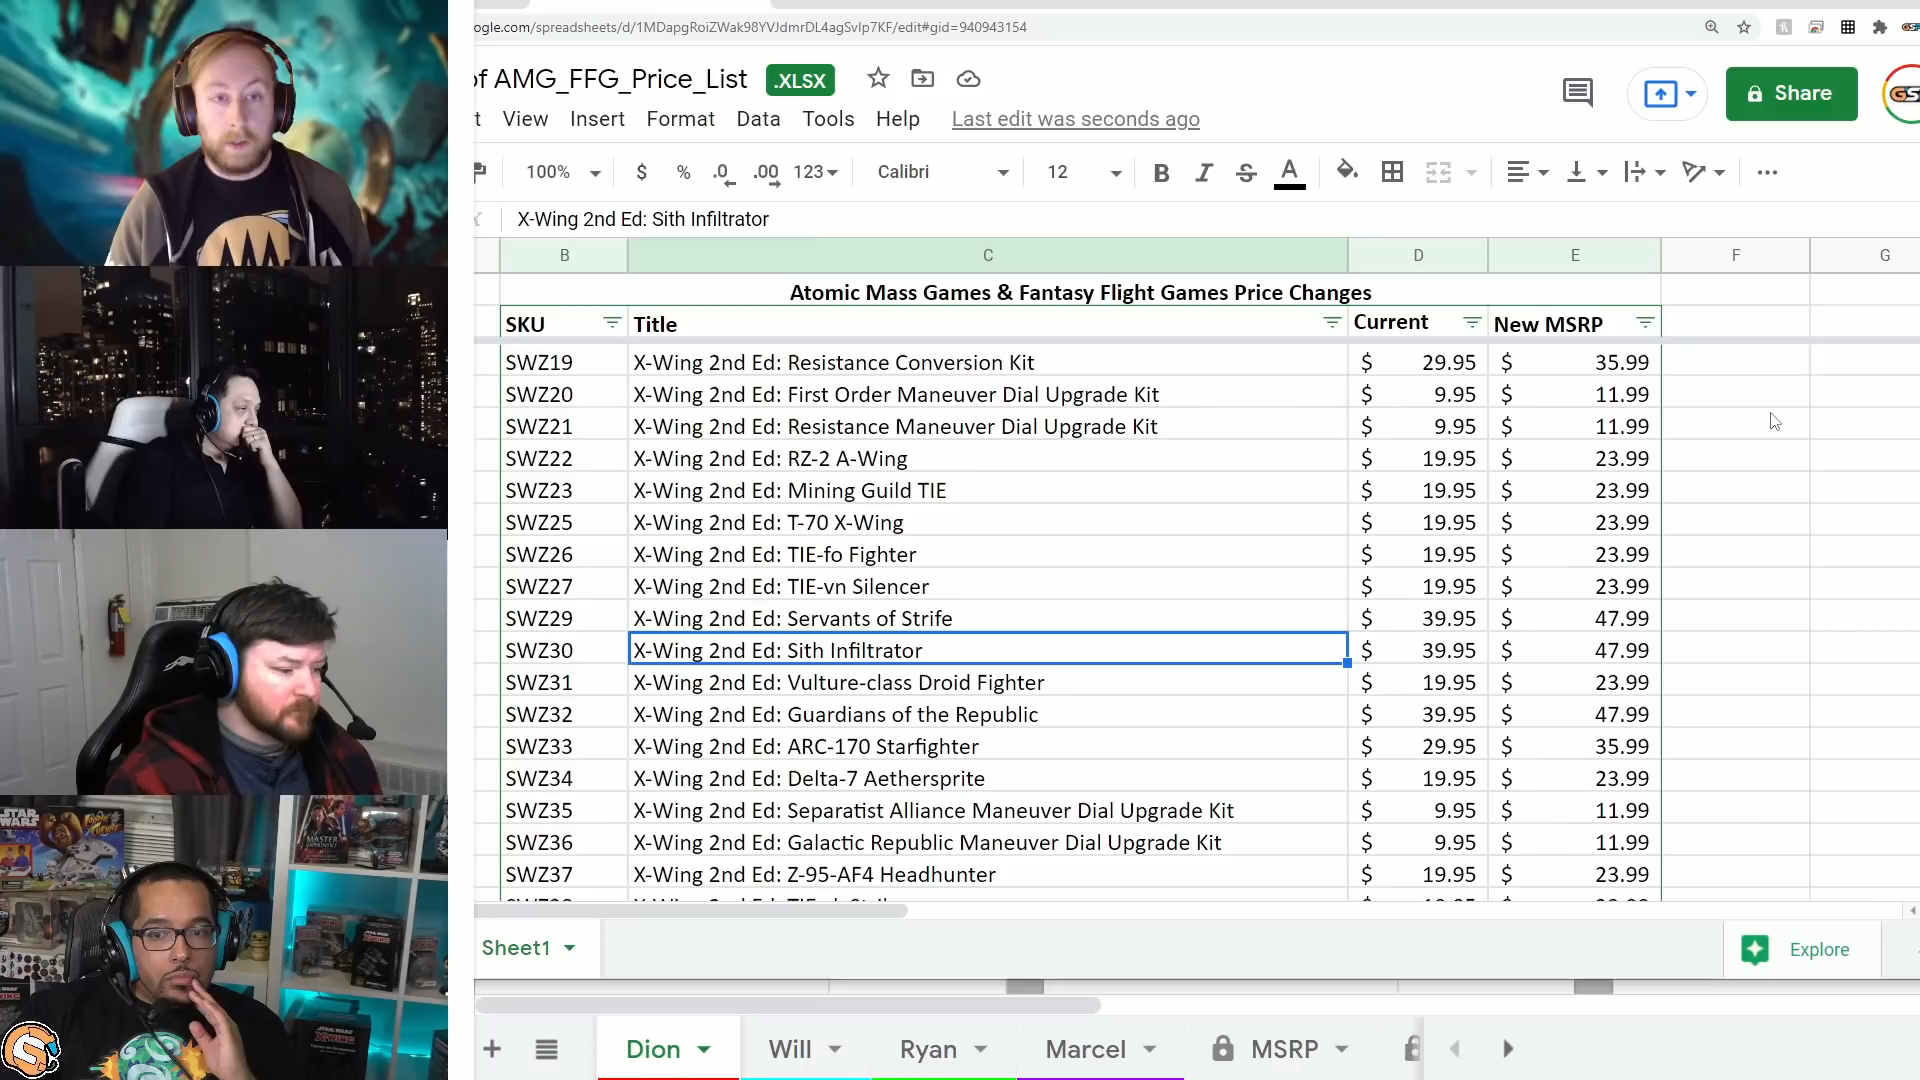 ogle.com/spreadsheets/d/1MDapgRoiZWak98YVJdmrDL4agSvIp7KF/edit#gid=940943154
of AMG_FFG_Price_List .XLSX
Share
View Insert Format Data Tools Help Last edit was seconds ago
100% $ % .0 .00 123 Calibri 12 B I S A
X-Wing 2nd Ed: Sith Infiltrator
B C D E F G
Atomic Mass Games & Fantasy Flight Games Price Changes
SKU Title Current New MSRP
SWZ19 X-Wing 2nd Ed: Resistance Conversion Kit $ 29.95 $ 35.99
SWZ20 X-Wing 2nd Ed: First Order Maneuver Dial Upgrade Kit $ 9.95 $ 11.99
SWZ21 X-Wing 2nd Ed: Resistance Maneuver Dial Upgrade Kit $ 9.95 $ 11.99
SWZ22 X-Wing 2nd Ed: RZ-2 A-Wing $ 19.95 $ 23.99
SWZ23 X-Wing 2nd Ed: Mining Guild TIE $ 19.95 $ 23.99
SWZ25 X-Wing 2nd Ed: T-70 X-Wing $ 19.95 $ 23.99
SWZ26 X-Wing 2nd Ed: TIE-fo Fighter $ 19.95 $ 23.99
SWZ27 X-Wing 2nd Ed: TIE-vn Silencer $ 19.95 $ 23.99
SWZ29 X-Wing 2nd Ed: Servants of Strife $ 39.95 $ 47.99
SWZ30 X-Wing 2nd Ed: Sith Infiltrator $ 39.95 $ 47.99
SWZ31 X-Wing 2nd Ed: Vulture-class Droid Fighter $ 19.95 $ 23.99
SWZ32 X-Wing 2nd Ed: Guardians of the Republic $ 39.95 $ 47.99
SWZ33 X-Wing 2nd Ed: ARC-170 Starfighter $ 29.95 $ 35.99
SWZ34 X-Wing 2nd Ed: Delta-7 Aethersprite $ 19.95 $ 23.99
SWZ35 X-Wing 2nd Ed: Separatist Alliance Maneuver Dial Upgrade Kit $ 9.95 $ 11.99
SWZ36 X-Wing 2nd Ed: Galactic Republic Maneuver Dial Upgrade Kit $ 9.95 $ 11.99
SWZ37 X-Wing 2nd Ed: Z-95-AF4 Headhunter $ 19.95 $ 23.99
Sheet1
Explore
Dion Will Ryan Marcel MSRP
STAR WARS
MASTER